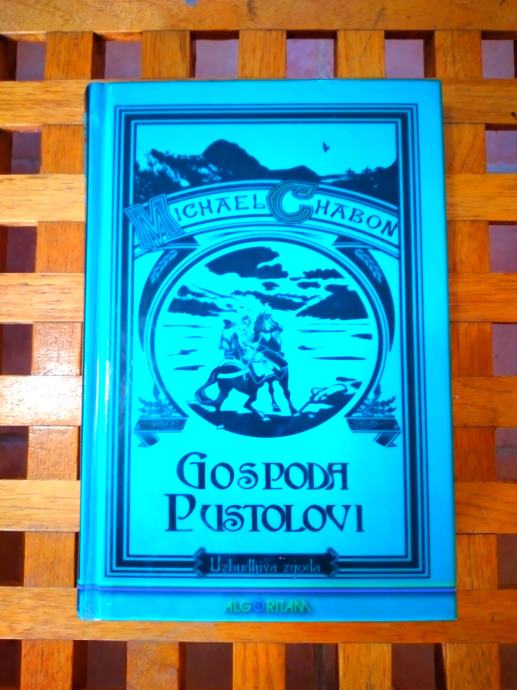 MICHAEL CHABON
GOSPODA
PUSTOLOVI
Uzbudljiva zgoda
ALGORITAM